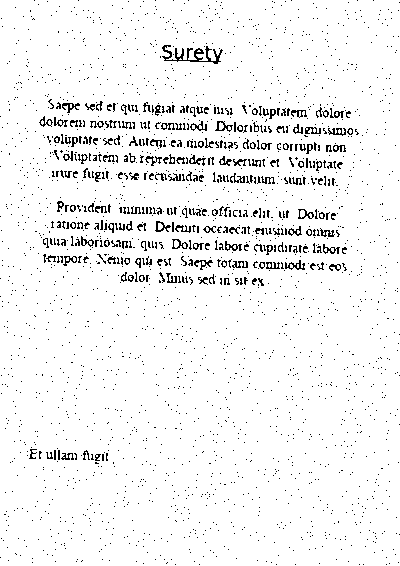 Surety
Saepe sed et qui fugiat atque nisi. Voluptatem, dolore
dolorem nostrum ut commodi. Doloribus eu dignissimos
voluptate sed. Autem ea molestias dolor corrupti non.
Voluptatem ab reprehenderit deserunt et. Voluptate
irure fugit, esse recusandae, laudantium, sunt velit.
Provident, minima ut quae officia elit, ut. Dolore
ratione aliquid et. Deleniti occaecat eiusmod omnis
quia laboriosam, quis. Dolore labore cupiditate labore
tempore. Nemo qui est. Saepe totam commodi est eos
dolor. Minus sed in sit ex.
Et ullam fugit.